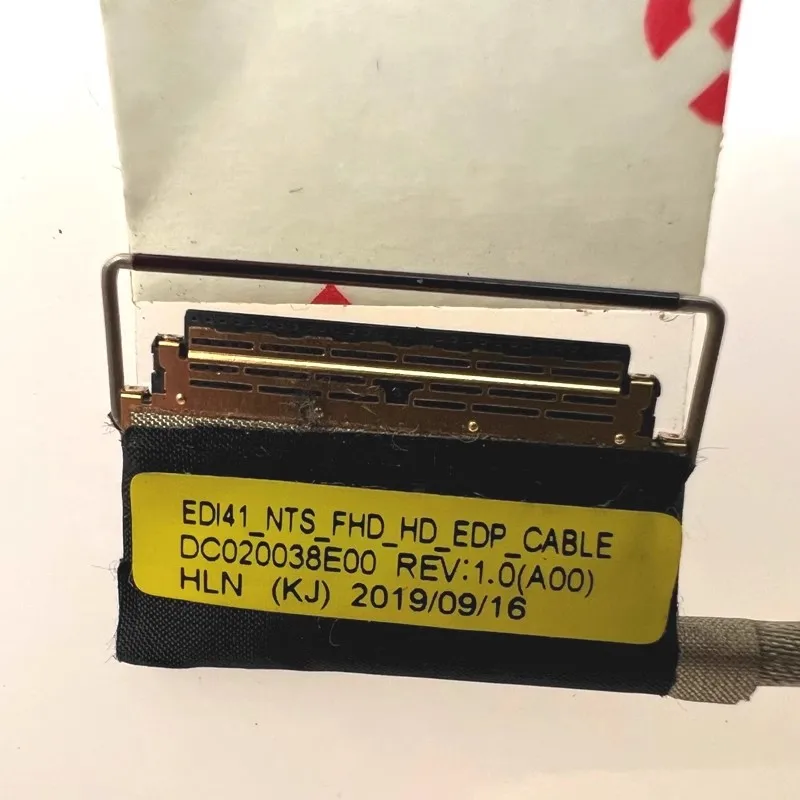 EDI41_NTS_FHD_HD_EDP_CABLE
DC020038E00 REV:1.0(A00)
HLN (KJ) 2019/09/16